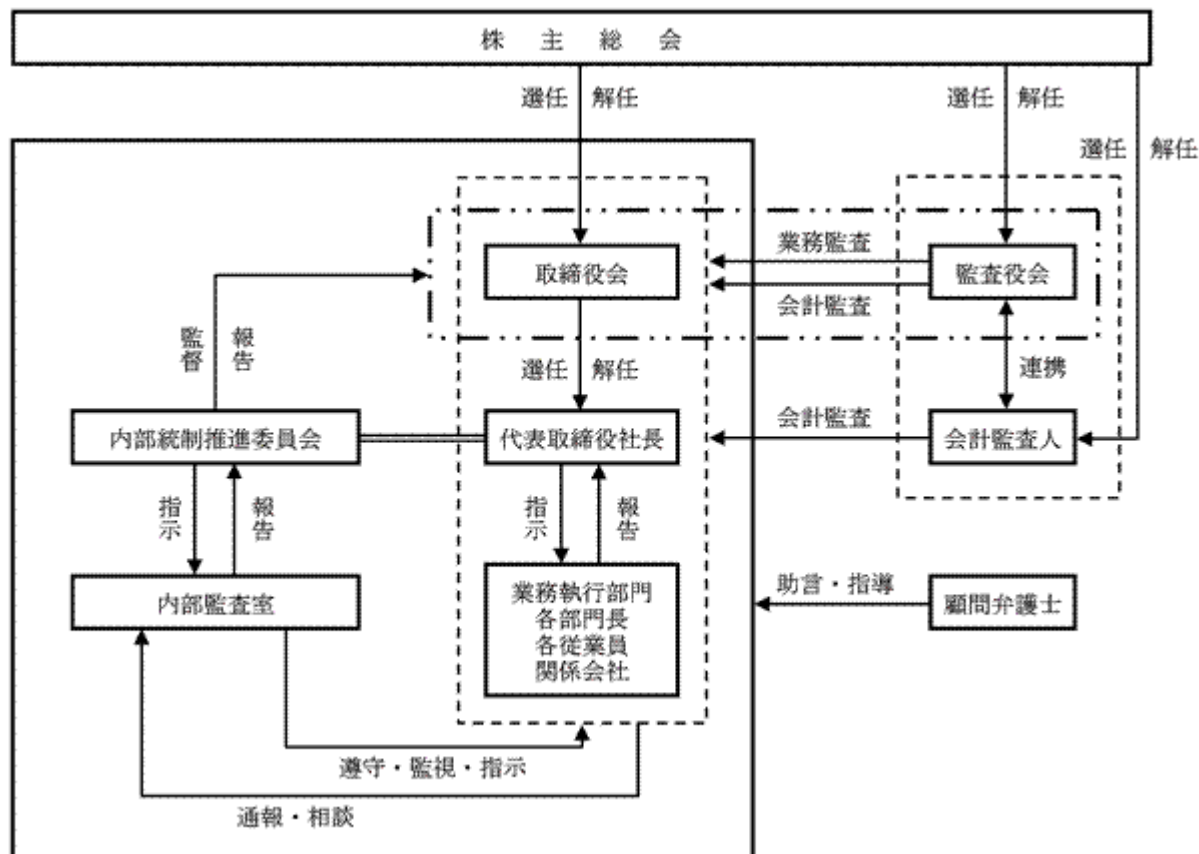 株主総会
選任 解任
選任 解任
選任 解任
取締役会
業務監査
会計監査
監査役会
監督 報告
選任 解任
連携
内部統制推進委員会
代表取締役社長
会計監査
会計監査人
指示 報告
指示 報告
内部監査室
業務執行部門
各部門長
各従業員
関係会社
助言・指導
顧問弁護士
遵守・監視・指示
通報・相談